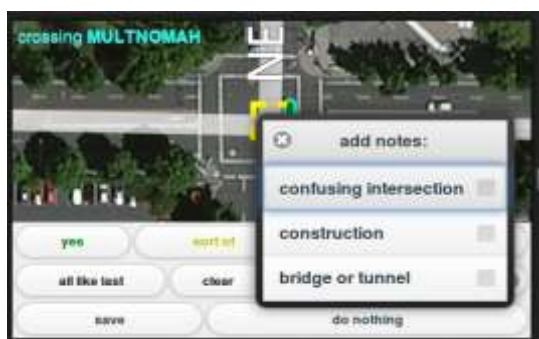 crossing MULTNOMAH
NE
add notes:
confusing intersection
construction
bridge or tunnel
yes
sort of
all like last
clear
save
do nothing